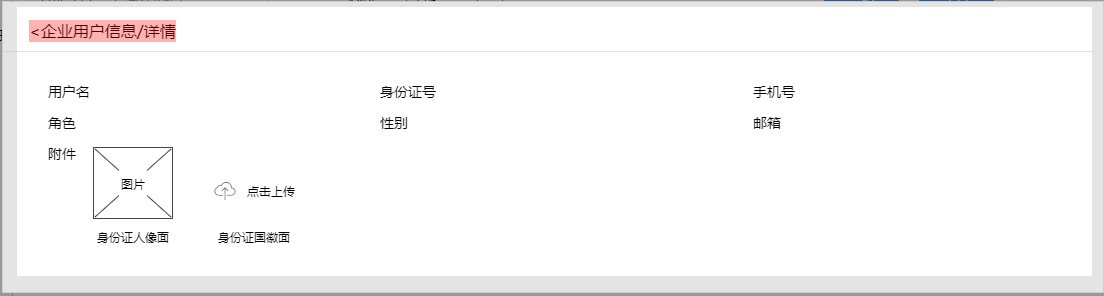 <企业用户信息/详情
用户名 身份证号 手机号
角色 性别 邮箱
附件
图片
点击上传
身份证人像面 身份证国徽面